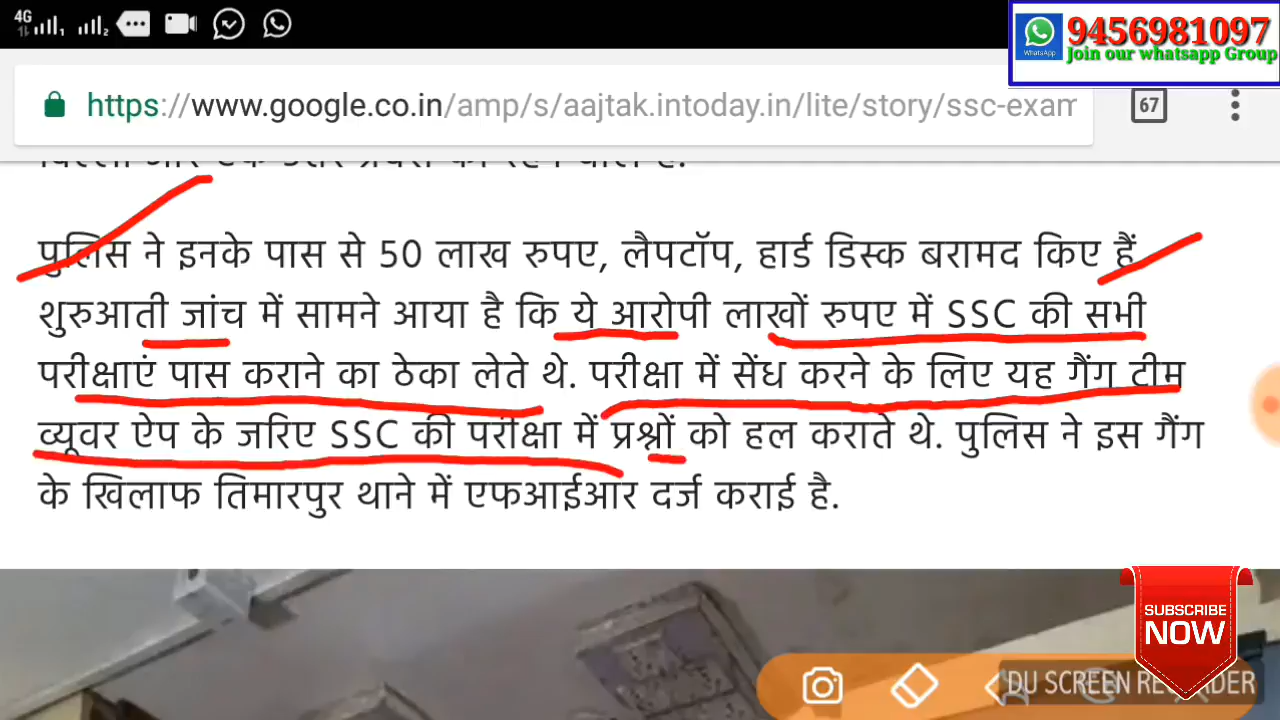 4G
9456981097
WhatsApp
Join our whatsapp Group
https://www.google.co.in/amp/s/aajtak.intoday.in/lite/story/ssc-exam
67
पुलिस ने इनके पास से 50 लाख रुपए, लैपटॉप, हार्ड डिस्क बरामद किए हैं
शुरुआती जांच में सामने आया है कि ये आरोपी लाखों रुपए में SSC की सभी
परीक्षाएं पास कराने का ठेका लेते थे. परीक्षा में सेंध करने के लिए यह गैंग टीम
व्यूवर ऐप के जरिए SSC की परीक्षा में प्रश्नों को हल कराते थे. पुलिस ने इस गैंग
के खिलाफ तिमारपुर थाने में एफआईआर दर्ज कराई है.
SUBSCRIBE
NOW
DU SCREEN RECORDER